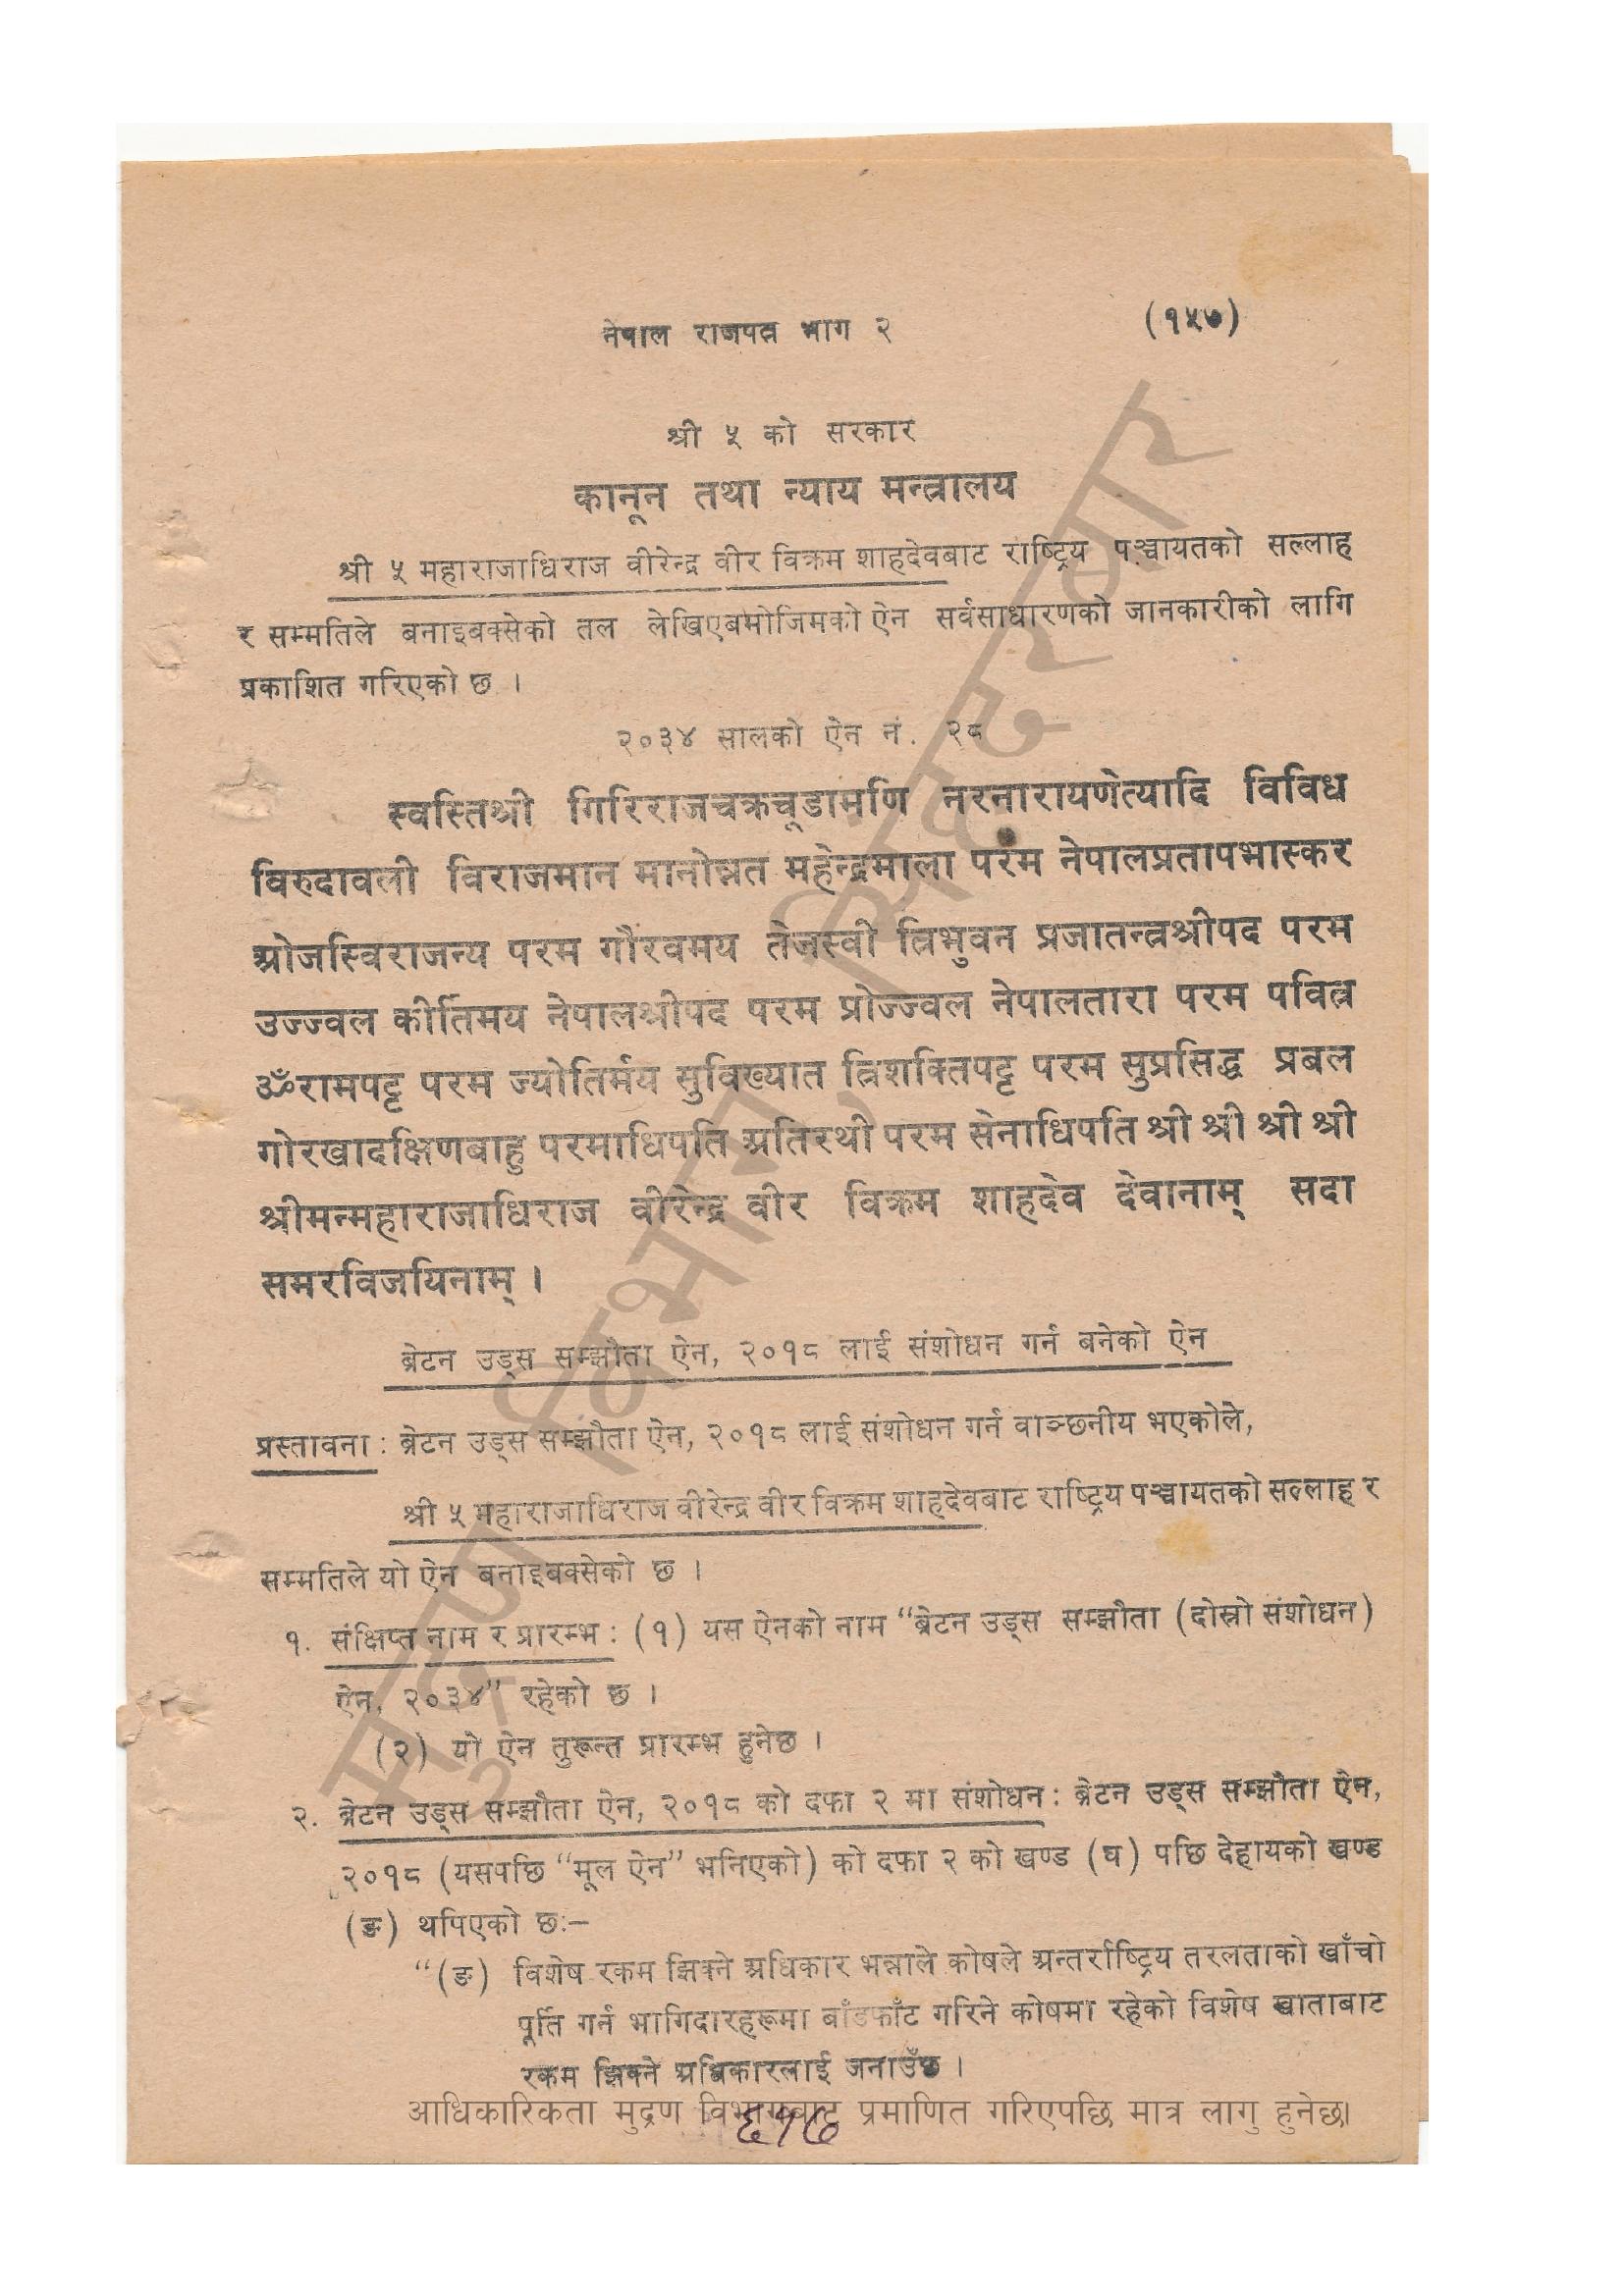 नेपाल राजपत्र भाग २ (१५७)
श्री ५ को सरकार
कानून तथा न्याय मन्त्रालय
श्री ५ महाराजाधिराज वीरेन्द्र वीर विक्रम शाहदेवबाट राष्ट्रिय पञ्चायतको सल्लाह
र सम्मतिले बनाइबक्सेको तल लेखिएबमोजिमको ऐन सर्वसाधारणको जानकारीको लागि
प्रकाशित गरिएको छ ।
२०३४ सालको ऐन नं. २८
स्वस्तिश्री गिरिराजचक्रचूडामणि नरनारायणेत्यादि विविध
विरुदावली विराजमान मानोन्नत महेन्द्रमाला परम नेपालप्रतापभास्कर
ओजस्विराजन्य परम गौरवमय तेजस्वी त्रिभुवन प्रजातन्त्रश्रीपद परम
उज्ज्वल कीर्तिमय नेपालश्रीपद परम प्रोज्ज्वल नेपालतारा परम पवित्र
ॐरामपट्ट परम ज्योतिर्मय सुविख्यात त्रिशक्तिपट्ट परम सुप्रसिद्ध प्रबल
गोरखादक्षिणबाहु परमाधिपति अतिरथी परम सेनाधिपति श्री श्री श्री श्री
श्रीमन्महाराजाधिराज वीरेन्द्र वीर विक्रम शाहदेव देवानाम् सदा
समरविजयिनाम् ।
ब्रेटन उड्स सम्झौता ऐन, २०१८ लाई संशोधन गर्न बनेको ऐन
प्रस्तावना : ब्रेटन उड्स सम्झौता ऐन, २०१८ लाई संशोधन गर्न वाञ्छनीय भएकोले,
श्री ५ महाराजाधिराज वीरेन्द्र वीर विक्रम शाहदेवबाट राष्ट्रिय पञ्चायतको सल्लाह र
सम्मतिले यो ऐन बनाइबक्सेको छ ।
१. संक्षिप्त नाम र प्रारम्भ : (१) यस ऐनको नाम “ब्रेटन उड्स सम्झौता (दोस्रो संशोधन)
ऐन, २०३४” रहेको छ ।
(२) यो ऐन तुरून्त प्रारम्भ हुनेछ ।
२. ब्रेटन उड्स सम्झौता ऐन, २०१८ को दफा २ मा संशोधन : ब्रेटन उड्स सम्झौता ऐन,
२०१८ (यसपछि “मूल ऐन” भनिएको) को दफा २ को खण्ड (घ) पछि देहायको खण्ड
(ङ) थपिएको छः–
“(ङ) विशेष रकम झिक्ने अधिकार भन्नाले कोषले अन्तर्राष्ट्रिय तरलताको खाँचो
पूर्ति गर्न भागिदारहरूमा बाँडफाँट गरिने कोषमा रहेको विशेष खाताबाट
रकम झिक्ने अधिकारलाई जनाउँछ ।
आधिकारिकता मुद्रण विभागबाट प्रमाणित गरिएपछि मात्र लागु हुनेछ।
६१७
मुद्रण विभाग, सिंहदरबार